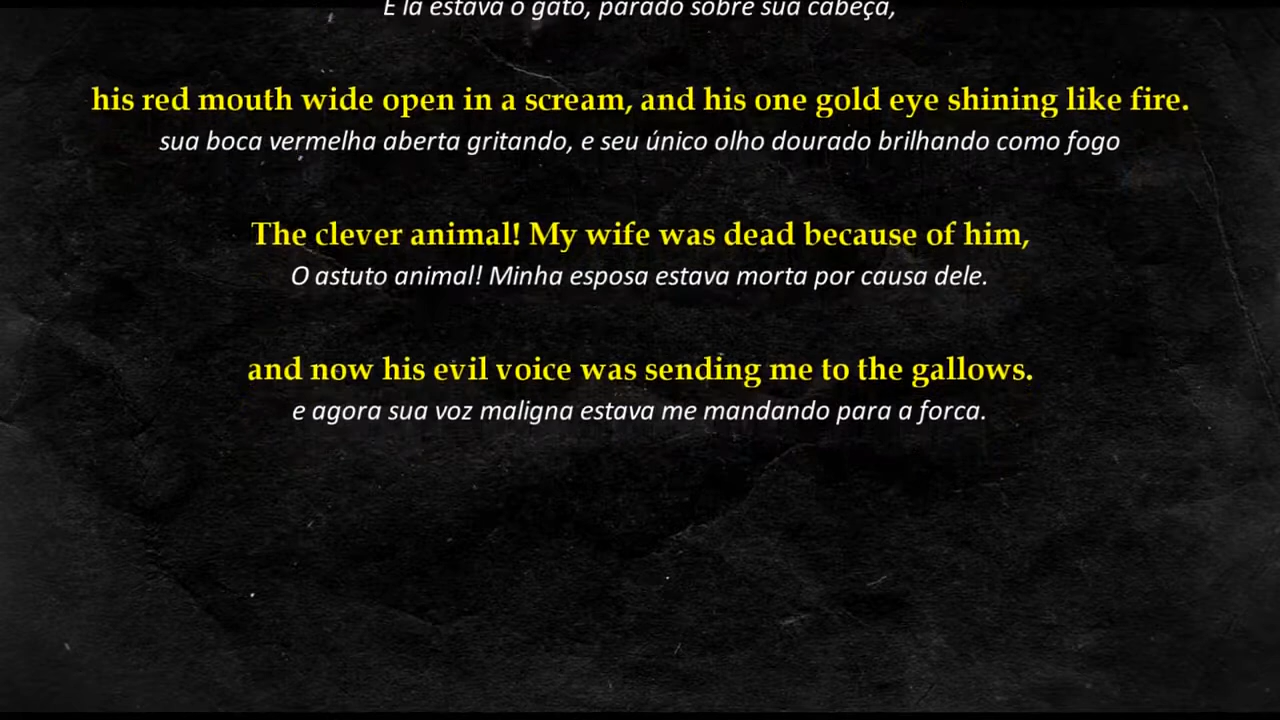 E lá estava o gato, parado sobre sua cabeça,
his red mouth wide open in a scream, and his one gold eye shining like fire.
sua boca vermelha aberta gritando, e seu único olho dourado brilhando como fogo
The clever animal! My wife was dead because of him,
O astuto animal! Minha esposa estava morta por causa dele.
and now his evil voice was sending me to the gallows.
e agora sua voz maligna estava me mandando para a forca.